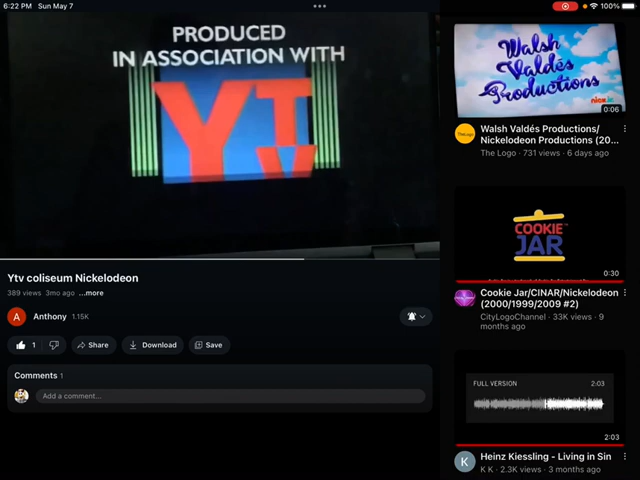 6:22 PM Sun May 7
100%
PRODUCED
IN ASSOCIATION WITH
YTV
Ytv coliseum Nickelodeon
389 views 3mo ago ...more
A Anthony 1.15K
1 Share Download Save
Comments 1
Add a comment...
Walsh
Valdés
Productions
nick jr.
0:06
Walsh Valdés Productions/
Nickelodeon Productions (20...
The Logo · 731 views · 6 days ago
COOKIE
JAR™
0:30
Cookie Jar/CINAR/Nickelodeon
(2000/1999/2009 #2)
CityLogoChannel · 33K views · 9
months ago
FULL VERSION 2:03
2:03
K Heinz Kiessling - Living in Sin
K K · 2.3K views · 3 months ago